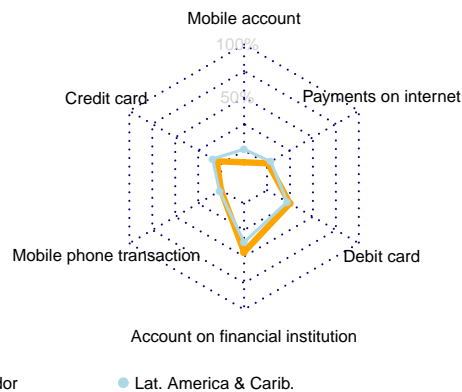 Mobile account
100%
Credit card
50%
Payments on internet
Mobile phone transaction
Debit card
Account on financial institution
Lat. America & Carib.